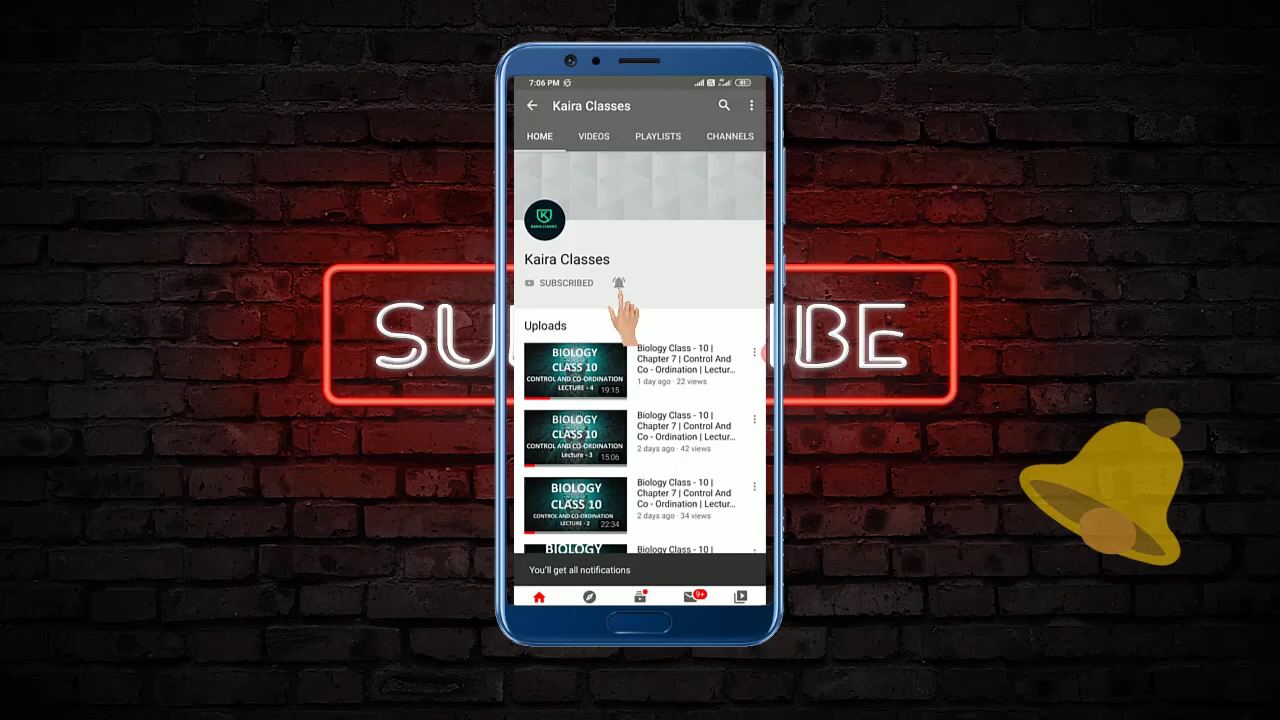 7:06 PM
Kaira Classes
HOME VIDEOS PLAYLISTS CHANNELS
K
KAIRA CLASSES
Kaira Classes
SUBSCRIBED
Uploads
SU
IBE
BIOLOGY
CLASS 10
CONTROL AND CO-ORDINATION
LECTURE - 4
19:15
Biology Class - 10 |
Chapter 7 | Control And
Co - Ordination | Lectur...
1 day ago · 22 views
BIOLOGY
CLASS 10
CONTROL AND CO-ORDINATION
Lecture - 3
15:06
Biology Class - 10 |
Chapter 7 | Control And
Co - Ordination | Lectur...
2 days ago · 42 views
BIOLOGY
CLASS 10
CONTROL AND CO-ORDINATION
LECTURE - 2
22:34
Biology Class - 10 |
Chapter 7 | Control And
Co - Ordination | Lectur...
2 days ago · 34 views
BIOLOGY
Biology Class - 10 |
You'll get all notifications
9+